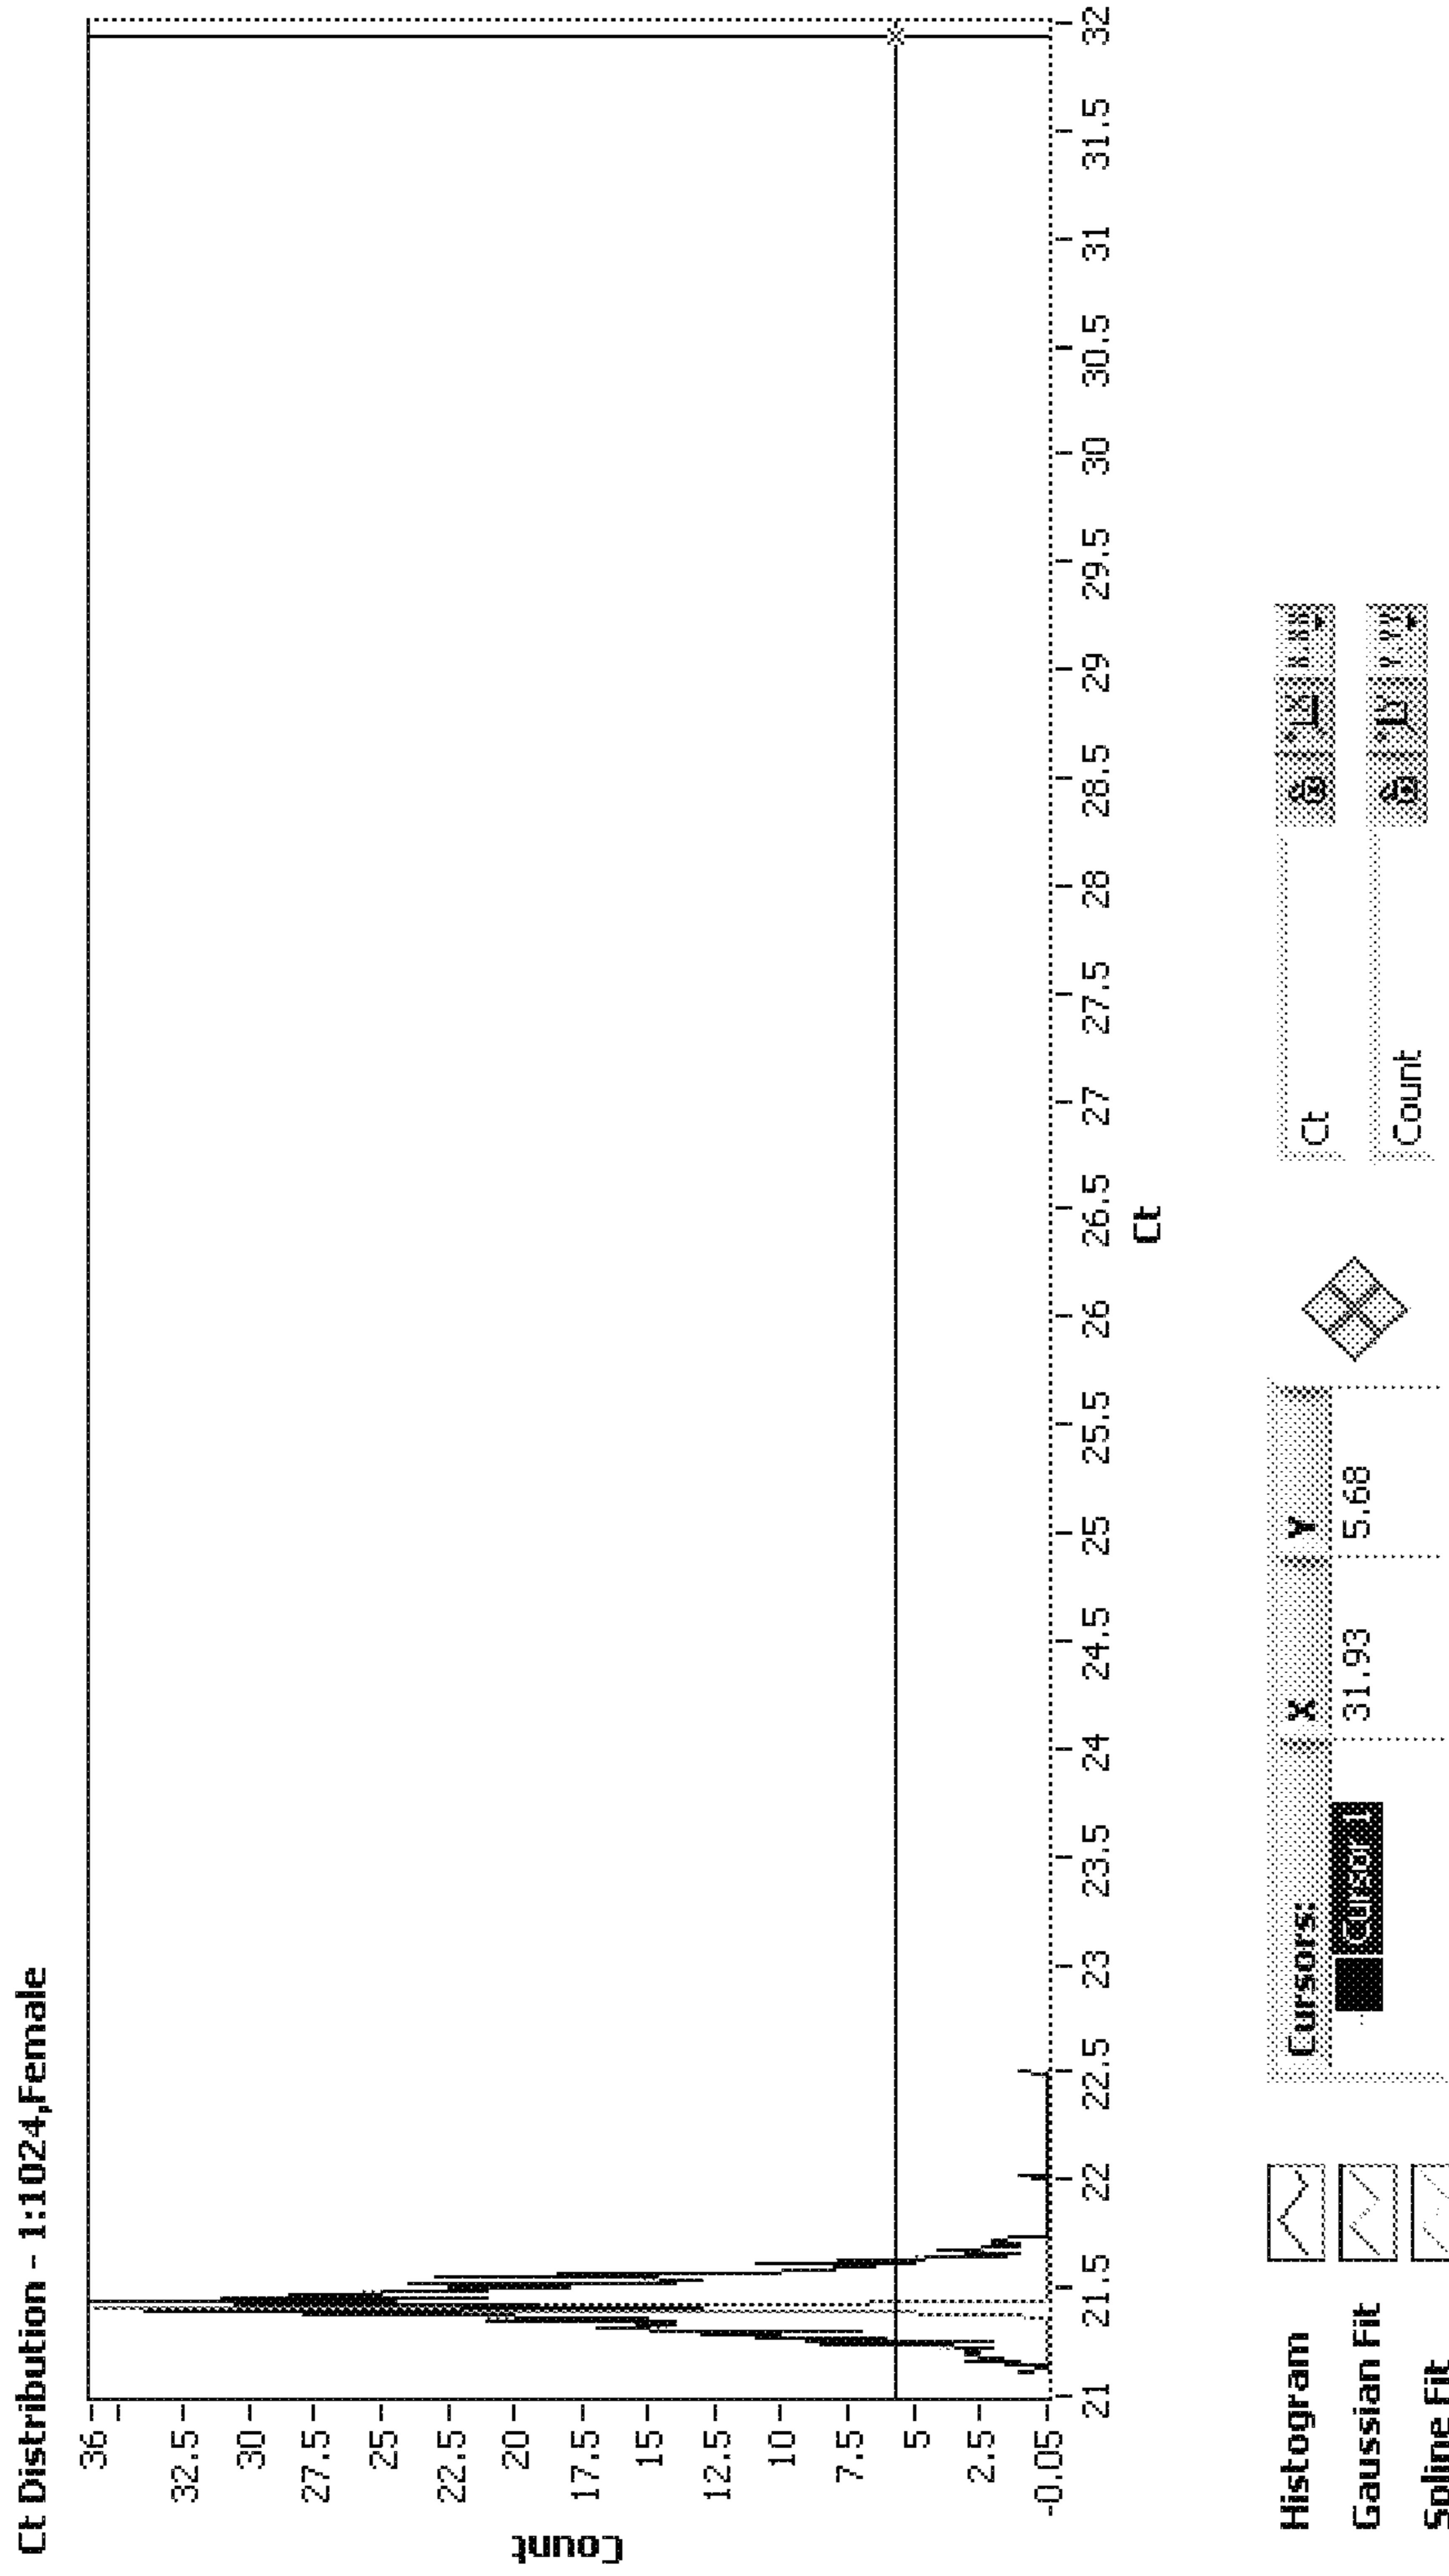 Ct Distribution - 1:1024,Female
Count
36
32.5
30
27.5
25
22.5
20
17.5
15
12.5
10
7.5
5
2.5
-0.05
21 21.5 22 22.5 23 23.5 24 24.5 25 25.5 26 26.5 27 27.5 28 28.5 29 29.5 30 30.5 31 31.5 32
Ct
Histogram
Gaussian Fit
Spline Fit
Cursors: X Y
Cursor 1 31.93 5.68
Ct
Count